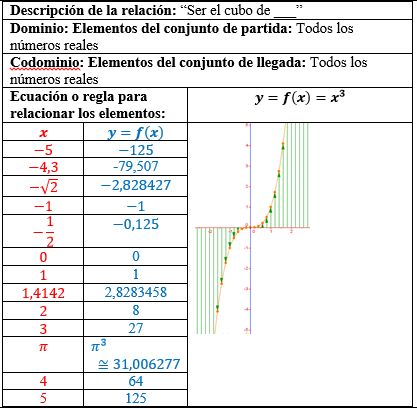 Descripción de la relación: “Ser el cubo de ___”
Dominio: Elementos del conjunto de partida: Todos los
números reales
Codominio: Elementos del conjunto de llegada: Todos los
números reales
Ecuación o regla para
relacionar los elementos:
y = f(x) = x³
x y = f(x)
−5 −125
−4,3 -79,507
−√2 −2,828427
−1 −1
−1/2 −0,125
0 0
1 1
1,4142 2,8283458
2 8
3 27
π π³
≅ 31,006277
4 64
5 125